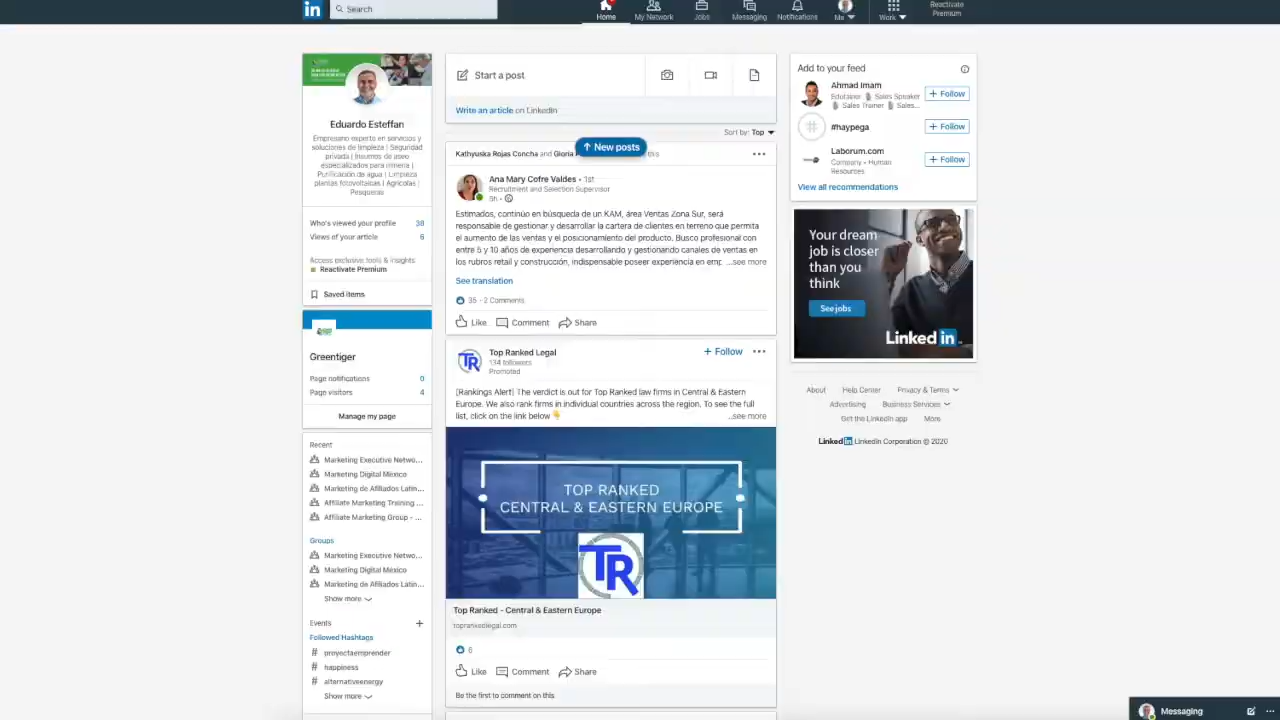 in
Search
Home
My Network
Jobs
Messaging
Notifications
Me
Work
Reactivate
Premium
Eduardo Esteffan
Empresario experto en servicios y
soluciones de limpieza | Seguridad
privada | Insumos de aseo
especializados para mineria |
Purificación de agua | Limpieza
plantas fotovoltaicas | Agricolas |
Pesqueras
Who's viewed your profile 38
Views of your article 6
Access exclusive tools & insights
Reactivate Premium
Saved items
Greentiger
Page notifications 0
Page visitors 4
Manage my page
Recent
Marketing Executive Netwo...
Marketing Digital México
Marketing de Afiliados Latin...
Affiliate Marketing Training ...
Affiliate Marketing Group - ...
Groups
Marketing Executive Netwo...
Marketing Digital México
Marketing de Afiliados Latin...
Show more
Events +
Followed Hashtags
# proyectaemprender
# happiness
# alternativeenergy
Show more
Start a post
Write an article on LinkedIn
Sort by: Top
↑ New posts
Kathyuska Rojas Concha and Gloria this
Ana Mary Cofre Valdes • 1st
Recruitment and Selection Supervisor
5h •
Estimados, continúo en búsqueda de un KAM, área Ventas Zona Sur, será
responsable de gestionar y desarrollar la cartera de clientes en terreno que permita
el aumento de las ventas y el posicionamiento del producto. Busco profesional con
entre 5 y 10 años de experiencia desarrollando y gestionando canales de ventas en
los rubros retail y construcción, indispensable poseer experiencia en emp. ...see more
See translation
35 · 2 Comments
Like Comment Share
Top Ranked Legal
134 followers
Promoted
+ Follow
[Rankings Alert] The verdict is out for Top Ranked law firms in Central & Eastern
Europe. We also rank firms in individual countries across the region. To see the full
list, click on the link below 👇 ...see more
TOP RANKED
CENTRAL & EASTERN EUROPE
TR
Top Ranked - Central & Eastern Europe
toprankedlegal.com
6
Like Comment Share
Be the first to comment on this
Add to your feed
Ahmad Imam
Edutainer Sales Speaker
Sales Trainer Sales...
+ Follow
#haypega
+ Follow
Laborum.com
Company • Human
Resources
+ Follow
View all recommendations
Your dream
job is closer
than you
think
See jobs
Linked in
About Help Center Privacy & Terms
Advertising Business Services
Get the LinkedIn app More
Linked in LinkedIn Corporation © 2020
Messaging